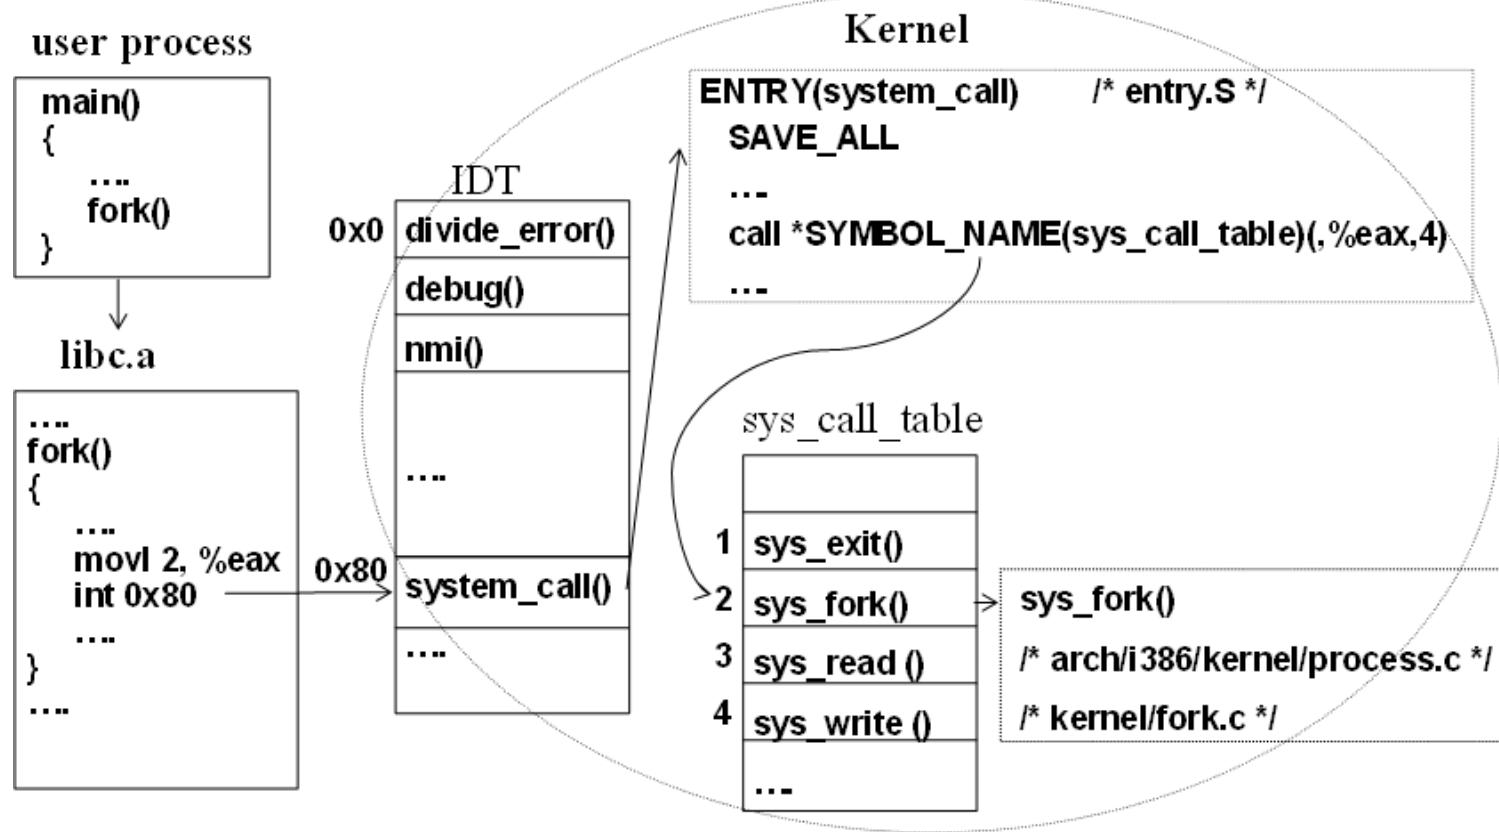 Kernel
user process
main()
{
....
fork()
}
libc.a
....
fork()
{
....
movl 2, %eax
int 0x80
....
}
....
IDT
0x0 divide_error()
debug()
nmi()
....
0x80 system_call()
....
ENTRY(system_call) /* entry.S */
SAVE_ALL
....
call *SYMBOL_NAME(sys_call_table)(,%eax,4)
....
sys_call_table
1 sys_exit()
2 sys_fork()
3 sys_read ()
4 sys_write ()
....
sys_fork()
/* arch/i386/kernel/process.c */
/* kernel/fork.c */